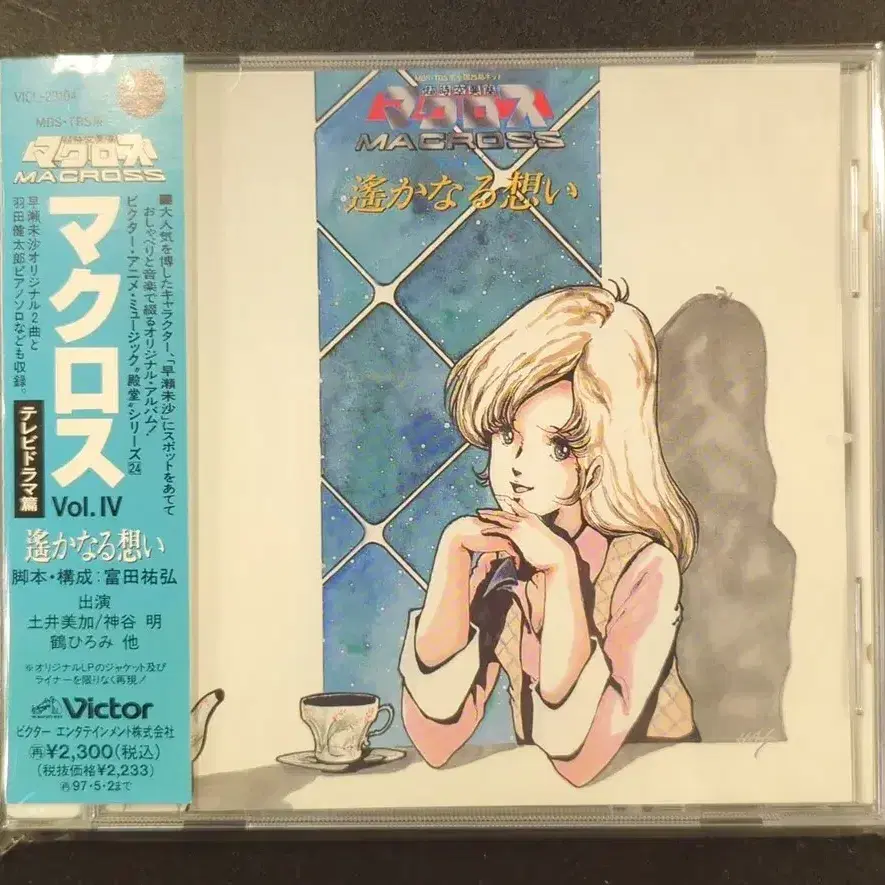 VICL-23104
MBS・TBS系
超時空要塞
マクロス
MACROSS
マクロス
Vol.IV
テレビドラマ篇
■大人気を博したキャラクター、「早瀬未沙」にスポットをあてて
おしゃべりと音楽で綴るオリジナル・アルバム!
ビクター・アニメ・ミュージック“殿堂”シリーズ24
早瀬未沙オリジナル2曲と
羽田健太郎ピアノソロなども収録。
遙かなる想い
脚本・構成:富田祐弘
出演
土井美加/神谷 明
鶴ひろみ 他
※オリジナルLPのジャケット及び
ライナーを限りなく再現!
Victor
ビクター エンタテインメント株式会社
再¥2,300(税込)
(税抜価格¥2,233)
再97・5・2まで
超時空要塞
マクロス
MACROSS
遙かなる想い